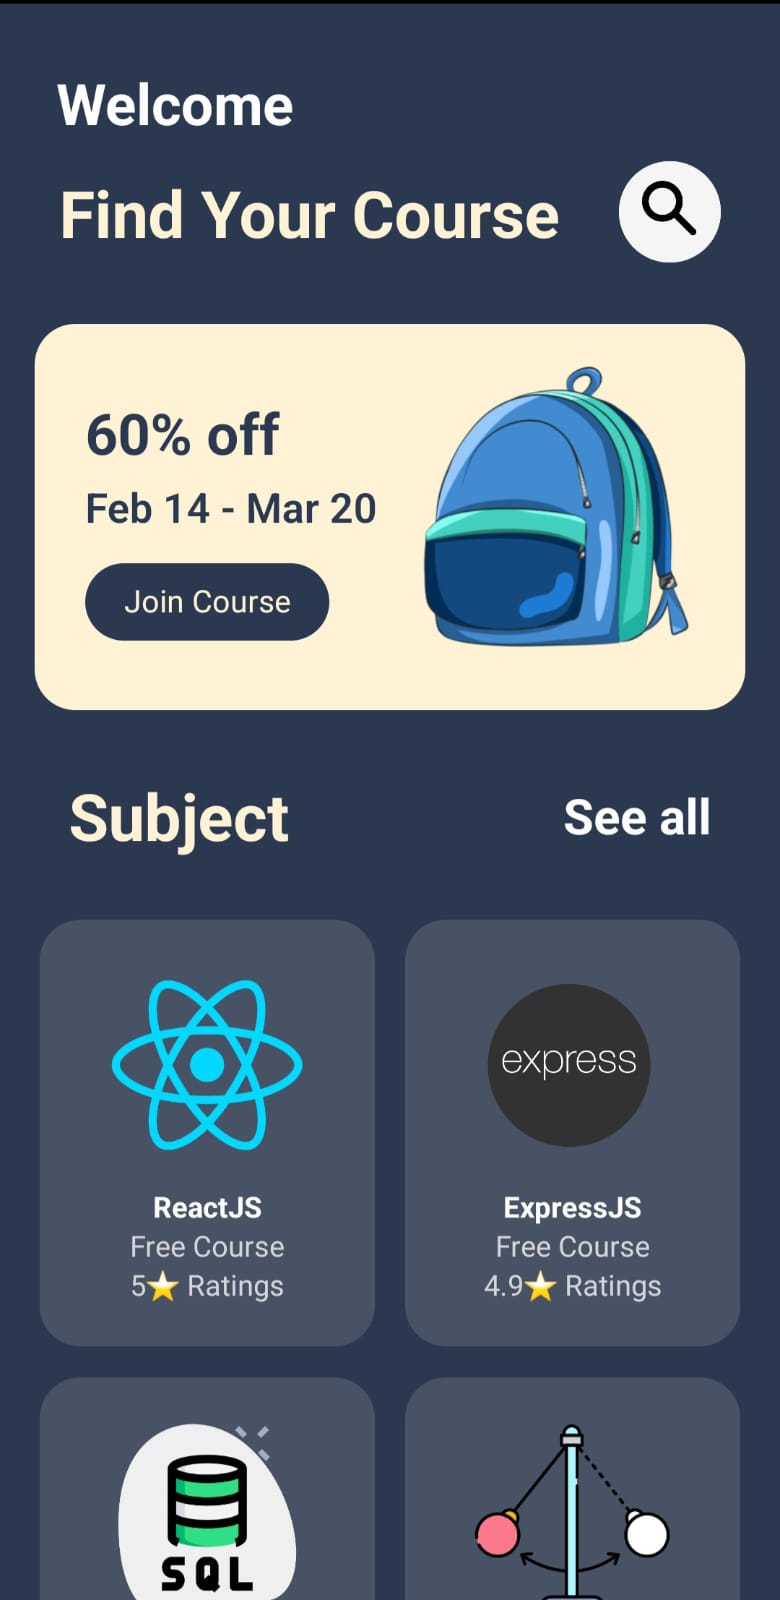 Welcome
Find Your Course
60% off
Feb 14 - Mar 20
Join Course
Subject
See all
express
ReactJS
Free Course
5⭐ Ratings
ExpressJS
Free Course
4.9⭐ Ratings
SQL